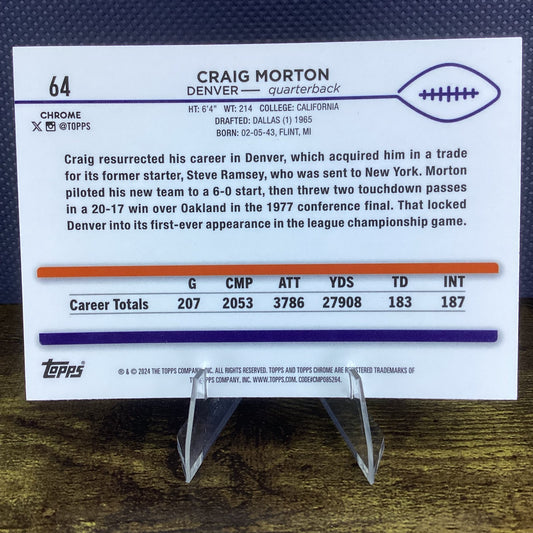 64
CRAIG MORTON
DENVER — quarterback
HT: 6'4" WT: 214 COLLEGE: CALIFORNIA
DRAFTED: DALLAS (1) 1965
BORN: 02-05-43, FLINT, MI
CHROME
@TOPPS
Craig resurrected his career in Denver, which acquired him in a trade
for its former starter, Steve Ramsey, who was sent to New York. Morton
piloted his new team to a 6-0 start, then threw two touchdown passes
in a 20-17 win over Oakland in the 1977 conference final. That locked
Denver into its first-ever appearance in the league championship game.
G CMP ATT YDS TD INT
Career Totals 207 2053 3786 27908 183 187
Topps
® & © 2024 THE TOPPS COMPANY, INC. ALL RIGHTS RESERVED. TOPPS AND TOPPS CHROME ARE REGISTERED TRADEMARKS OF
THE TOPPS COMPANY, INC. WWW.TOPPS.COM. CODE#CMP085264.